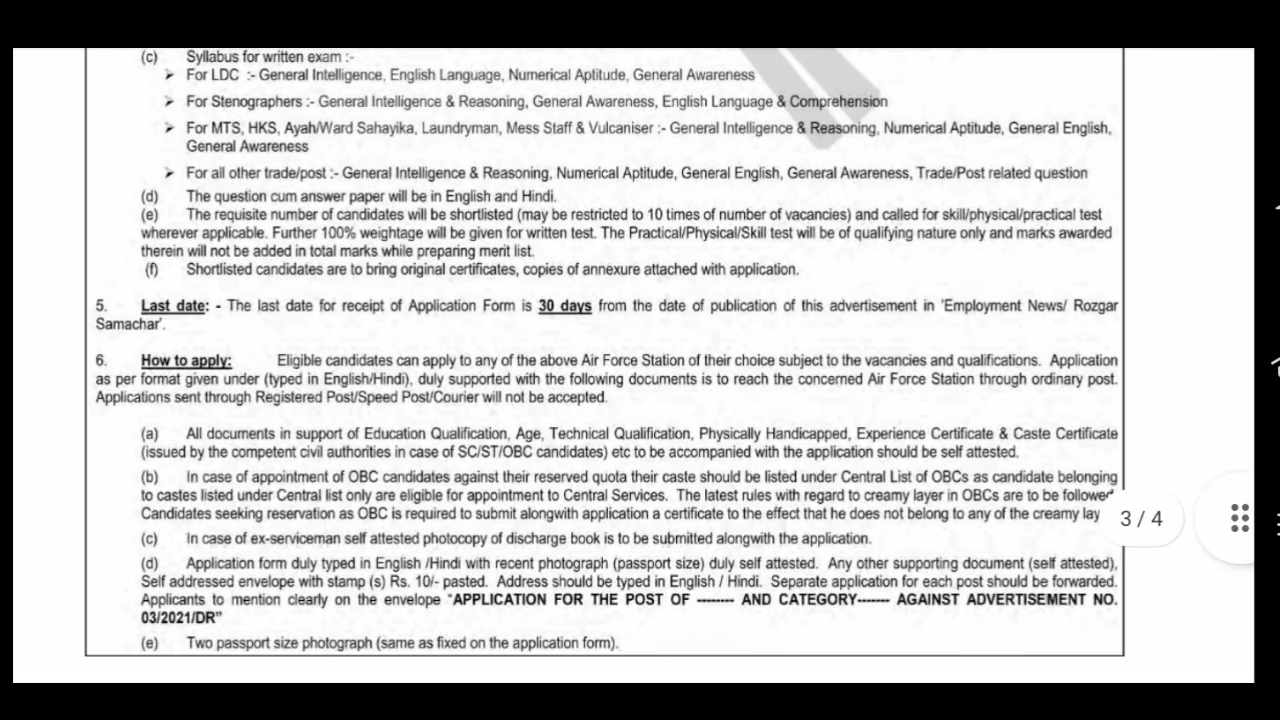 (c) Syllabus for written exam :-
➤ For LDC :- General Intelligence, English Language, Numerical Aptitude, General Awareness
➤ For Stenographers :- General Intelligence & Reasoning, General Awareness, English Language & Comprehension
➤ For MTS, HKS, Ayah/Ward Sahayika, Laundryman, Mess Staff & Vulcaniser :- General Intelligence & Reasoning, Numerical Aptitude, General English,
General Awareness
➤ For all other trade/post :- General Intelligence & Reasoning, Numerical Aptitude, General English, General Awareness, Trade/Post related question
(d) The question cum answer paper will be in English and Hindi.
(e) The requisite number of candidates will be shortlisted (may be restricted to 10 times of number of vacancies) and called for skill/physical/practical test
wherever applicable. Further 100% weightage will be given for written test. The Practical/Physical/Skill test will be of qualifying nature only and marks awarded
therein will not be added in total marks while preparing merit list.
(f) Shortlisted candidates are to bring original certificates, copies of annexure attached with application.
5. Last date: - The last date for receipt of Application Form is 30 days from the date of publication of this advertisement in 'Employment News/ Rozgar
Samachar'.
6. How to apply: Eligible candidates can apply to any of the above Air Force Station of their choice subject to the vacancies and qualifications. Application
as per format given under (typed in English/Hindi), duly supported with the following documents is to reach the concerned Air Force Station through ordinary post.
Applications sent through Registered Post/Speed Post/Courier will not be accepted.
(a) All documents in support of Education Qualification, Age, Technical Qualification, Physically Handicapped, Experience Certificate & Caste Certificate
(issued by the competent civil authorities in case of SC/ST/OBC candidates) etc to be accompanied with the application should be self attested.
(b) In case of appointment of OBC candidates against their reserved quota their caste should be listed under Central List of OBCs as candidate belonging
to castes listed under Central list only are eligible for appointment to Central Services. The latest rules with regard to creamy layer in OBCs are to be followed
Candidates seeking reservation as OBC is required to submit alongwith application a certificate to the effect that he does not belong to any of the creamy lay
3 / 4
(c) In case of ex-serviceman self attested photocopy of discharge book is to be submitted alongwith the application.
(d) Application form duly typed in English /Hindi with recent photograph (passport size) duly self attested. Any other supporting document (self attested),
Self addressed envelope with stamp (s) Rs. 10/- pasted. Address should be typed in English / Hindi. Separate application for each post should be forwarded.
Applicants to mention clearly on the envelope "APPLICATION FOR THE POST OF -------- AND CATEGORY------- AGAINST ADVERTISEMENT NO.
03/2021/DR"
(e) Two passport size photograph (same as fixed on the application form).